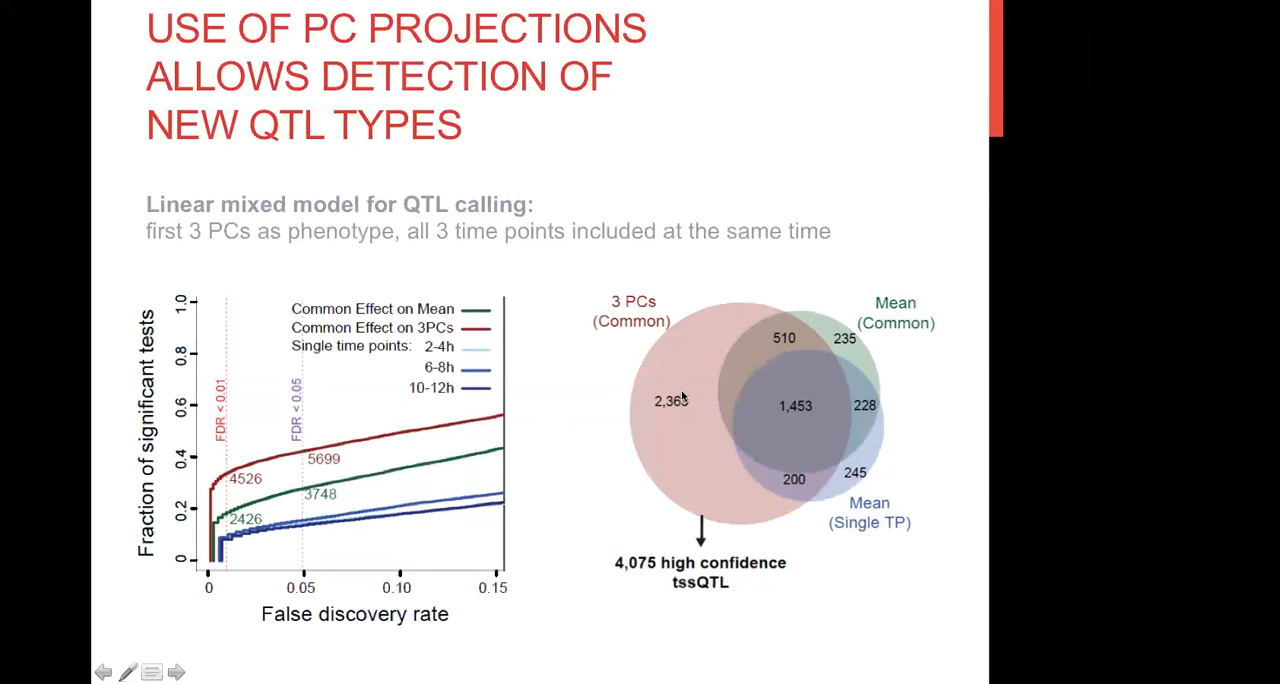 USE OF PC PROJECTIONS
ALLOWS DETECTION OF
NEW QTL TYPES
Linear mixed model for QTL calling:
first 3 PCs as phenotype, all 3 time points included at the same time
Fraction of significant tests
1.0
0.8
0.6
0.4
0.2
0
Common Effect on Mean
Common Effect on 3PCs
Single time points: 2-4h
6-8h
10-12h
FDR < 0.01
FDR < 0.05
4526
5699
2426
3748
0
0.05
0.10
0.15
False discovery rate
3 PCs
(Common)
Mean
(Common)
510
235
1,453
228
200
245
Mean
(Single TP)
4,075 high confidence
tssQTL